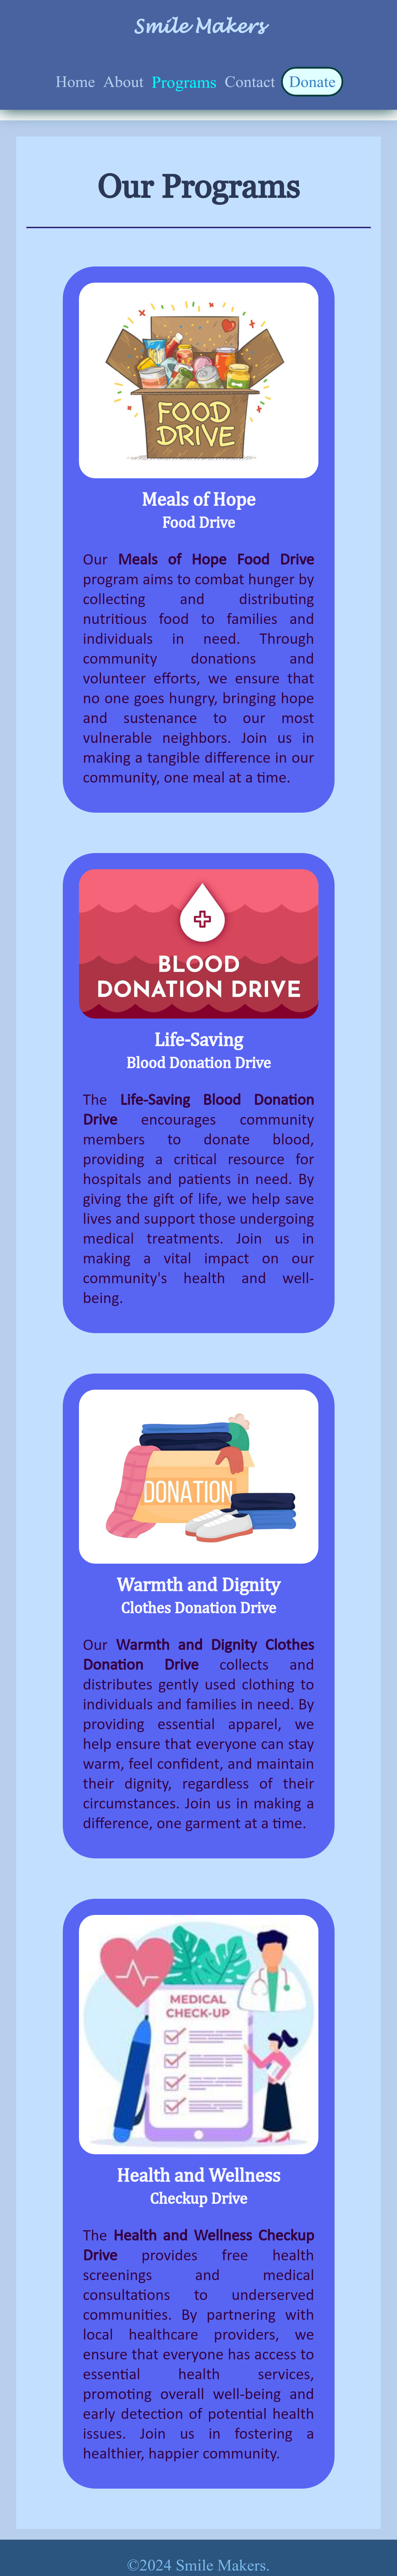 Smile Makers
Home About Programs Contact Donate
Our Programs
FOOD
DRIVE
Meals of Hope
Food Drive
Our Meals of Hope Food Drive
program aims to combat hunger by
collecting and distributing
nutritious food to families and
individuals in need. Through
community donations and
volunteer efforts, we ensure that
no one goes hungry, bringing hope
and sustenance to our most
vulnerable neighbors. Join us in
making a tangible difference in our
community, one meal at a time.
BLOOD
DONATION DRIVE
Life-Saving
Blood Donation Drive
The Life-Saving Blood Donation
Drive encourages community
members to donate blood,
providing a critical resource for
hospitals and patients in need. By
giving the gift of life, we help save
lives and support those undergoing
medical treatments. Join us in
making a vital impact on our
community's health and well-
being.
DONATION
Warmth and Dignity
Clothes Donation Drive
Our Warmth and Dignity Clothes
Donation Drive collects and
distributes gently used clothing to
individuals and families in need. By
providing essential apparel, we
help ensure that everyone can stay
warm, feel confident, and maintain
their dignity, regardless of their
circumstances. Join us in making a
difference, one garment at a time.
MEDICAL
CHECK-UP
Health and Wellness
Checkup Drive
The Health and Wellness Checkup
Drive provides free health
screenings and medical
consultations to underserved
communities. By partnering with
local healthcare providers, we
ensure that everyone has access to
essential health services,
promoting overall well-being and
early detection of potential health
issues. Join us in fostering a
healthier, happier community.
©2024 Smile Makers.